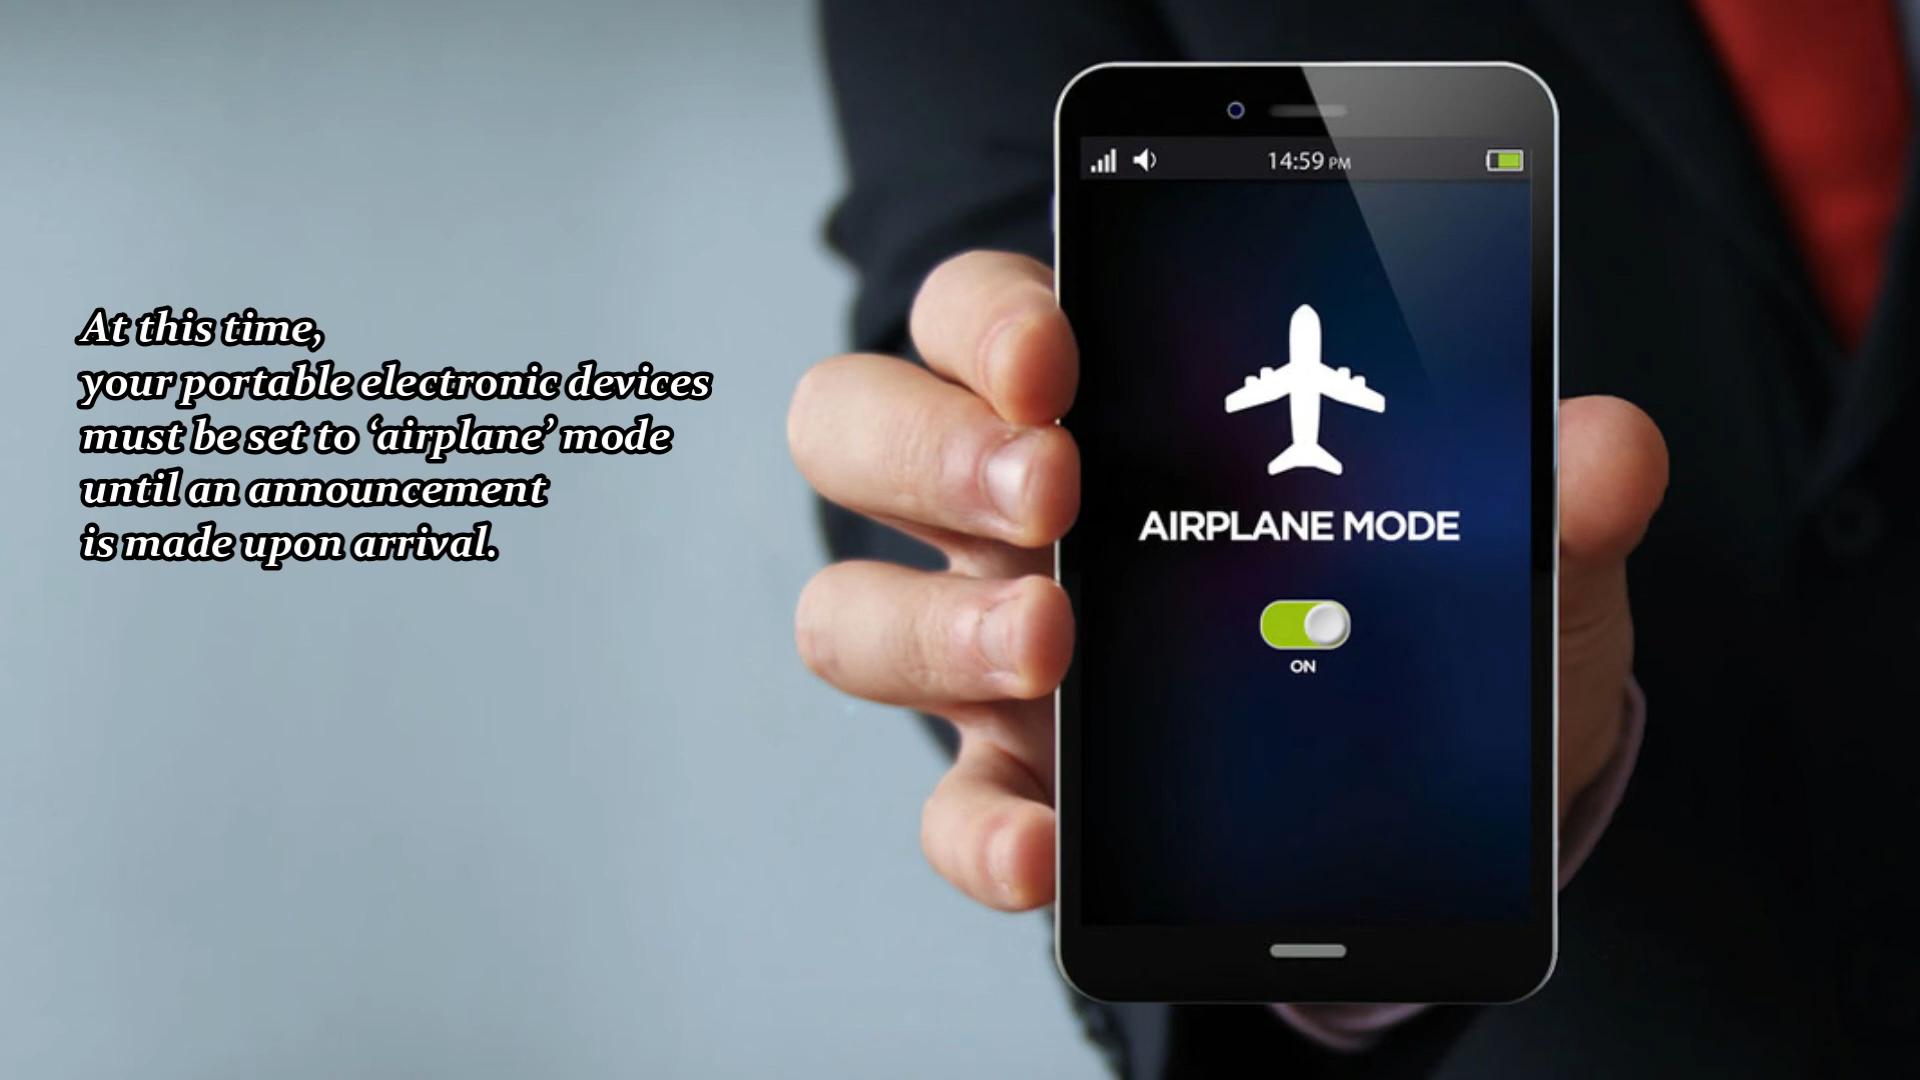 At this time,
your portable electronic devices
must be set to ‘airplane’ mode
until an announcement
is made upon arrival.
14:59 PM
AIRPLANE MODE
ON